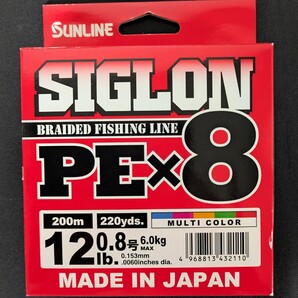 SUNLINE
SIGLON
BRAIDED FISHING LINE
PE×8
200m 220yds. MULTI COLOR
12lb. 0.8号 6.0kg MAX
0.153mm
.0060inches dia.
4 968813 432110
MADE IN JAPAN